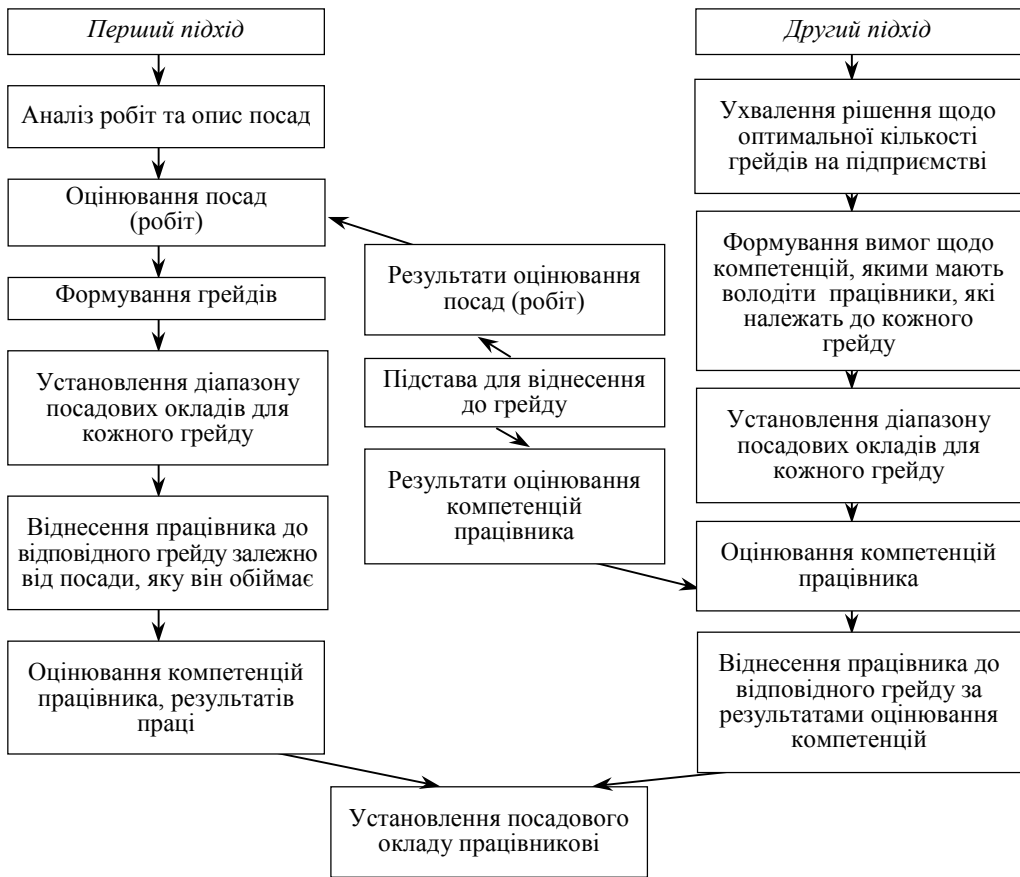 Перший підхід
Аналіз робіт та опис посад
Оцінювання посад
(робіт)
Формування грейдів
Установлення діапазону
посадових окладів для
кожного грейду
Віднесення працівника до
відповідного грейду залежно
від посади, яку він обіймає
Оцінювання компетенцій
працівника, результатів
праці
Результати оцінювання
посад (робіт)
Підстава для віднесення
до грейду
Результати оцінювання
компетенцій
працівника
Другий підхід
Ухвалення рішення щодо
оптимальної кількості
грейдів на підприємстві
Формування вимог щодо
компетенцій, якими мають
володіти працівники, які
належать до кожного
грейду
Установлення діапазону
посадових окладів для
кожного грейду
Оцінювання компетенцій
працівника
Віднесення працівника до
відповідного грейду за
результатами оцінювання
компетенцій
Установлення посадового
окладу працівникові